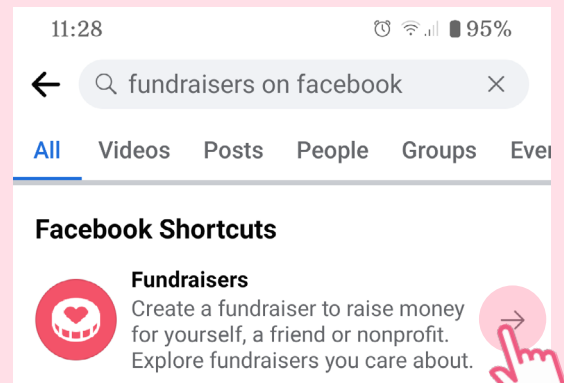 11:28 95%
fundraisers on facebook
All Videos Posts People Groups
Facebook Shortcuts
Fundraisers
Create a fundraiser to raise money
for yourself, a friend or nonprofit.
Explore fundraisers you care about.